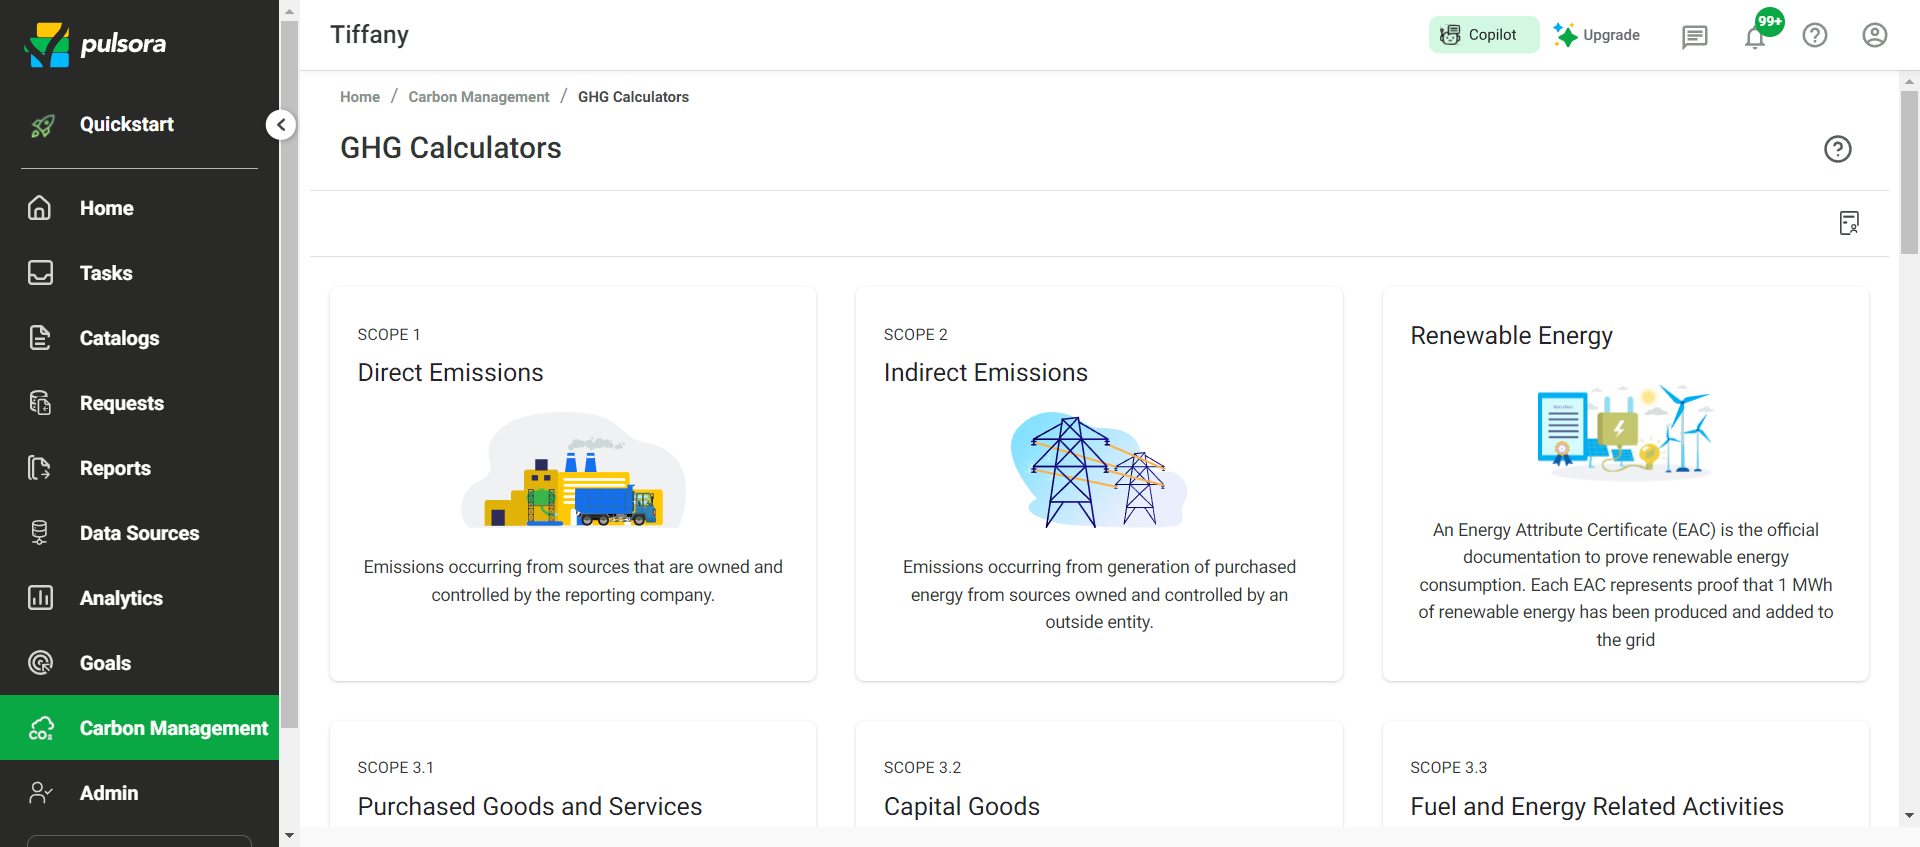 pulsora
Tiffany
Copilot
Upgrade
99+
Quickstart
Home
Tasks
Catalogs
Requests
Reports
Data Sources
Analytics
Goals
CO₂
Carbon Management
Admin
Home / Carbon Management / GHG Calculators
GHG Calculators
SCOPE 1
Direct Emissions
Emissions occurring from sources that are owned and
controlled by the reporting company.
SCOPE 2
Indirect Emissions
Emissions occurring from generation of purchased
energy from sources owned and controlled by an
outside entity.
Renewable Energy
An Energy Attribute Certificate (EAC) is the official
documentation to prove renewable energy
consumption. Each EAC represents proof that 1 MWh
of renewable energy has been produced and added to
the grid
SCOPE 3.1
Purchased Goods and Services
SCOPE 3.2
Capital Goods
SCOPE 3.3
Fuel and Energy Related Activities